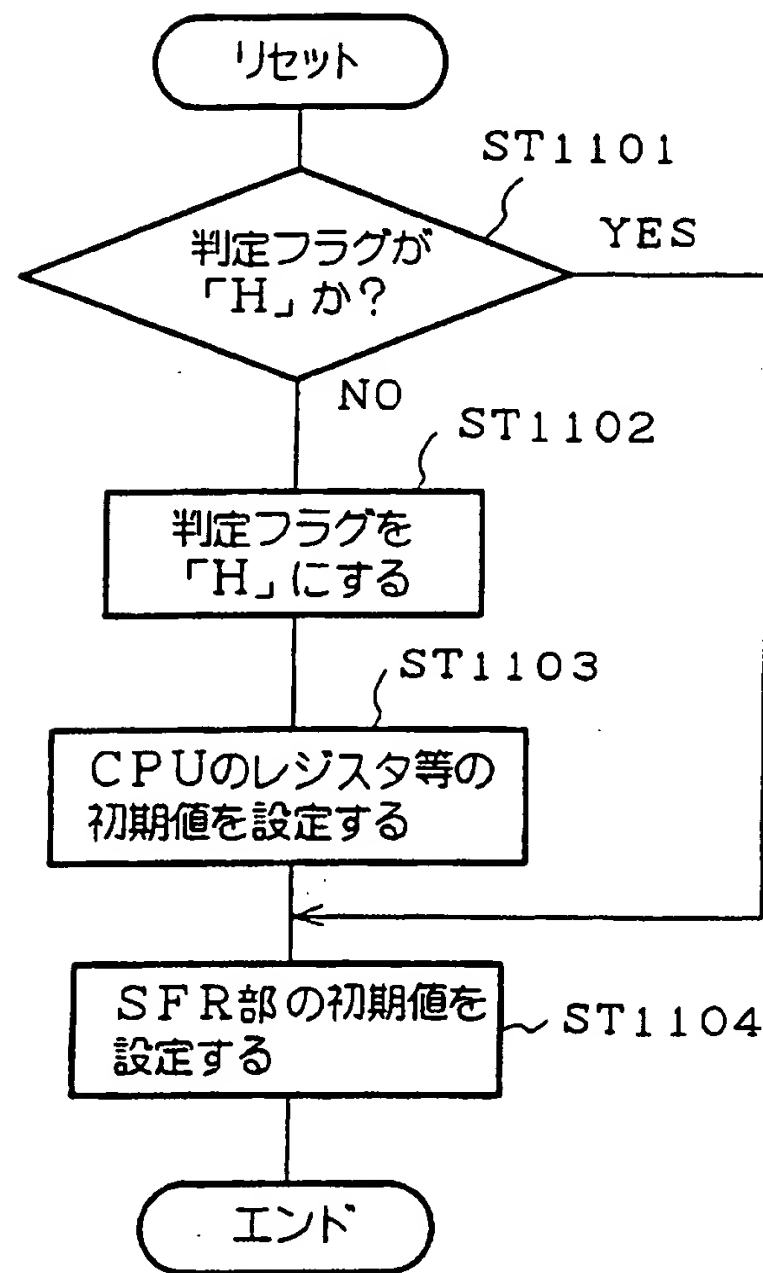 リセット
ST1101
判定フラグが
「H」か?
YES
NO
ST1102
判定フラグを
「H」にする
ST1103
CPUのレジスタ等の
初期値を設定する
SFR部の初期値を
設定する
ST1104
エンド